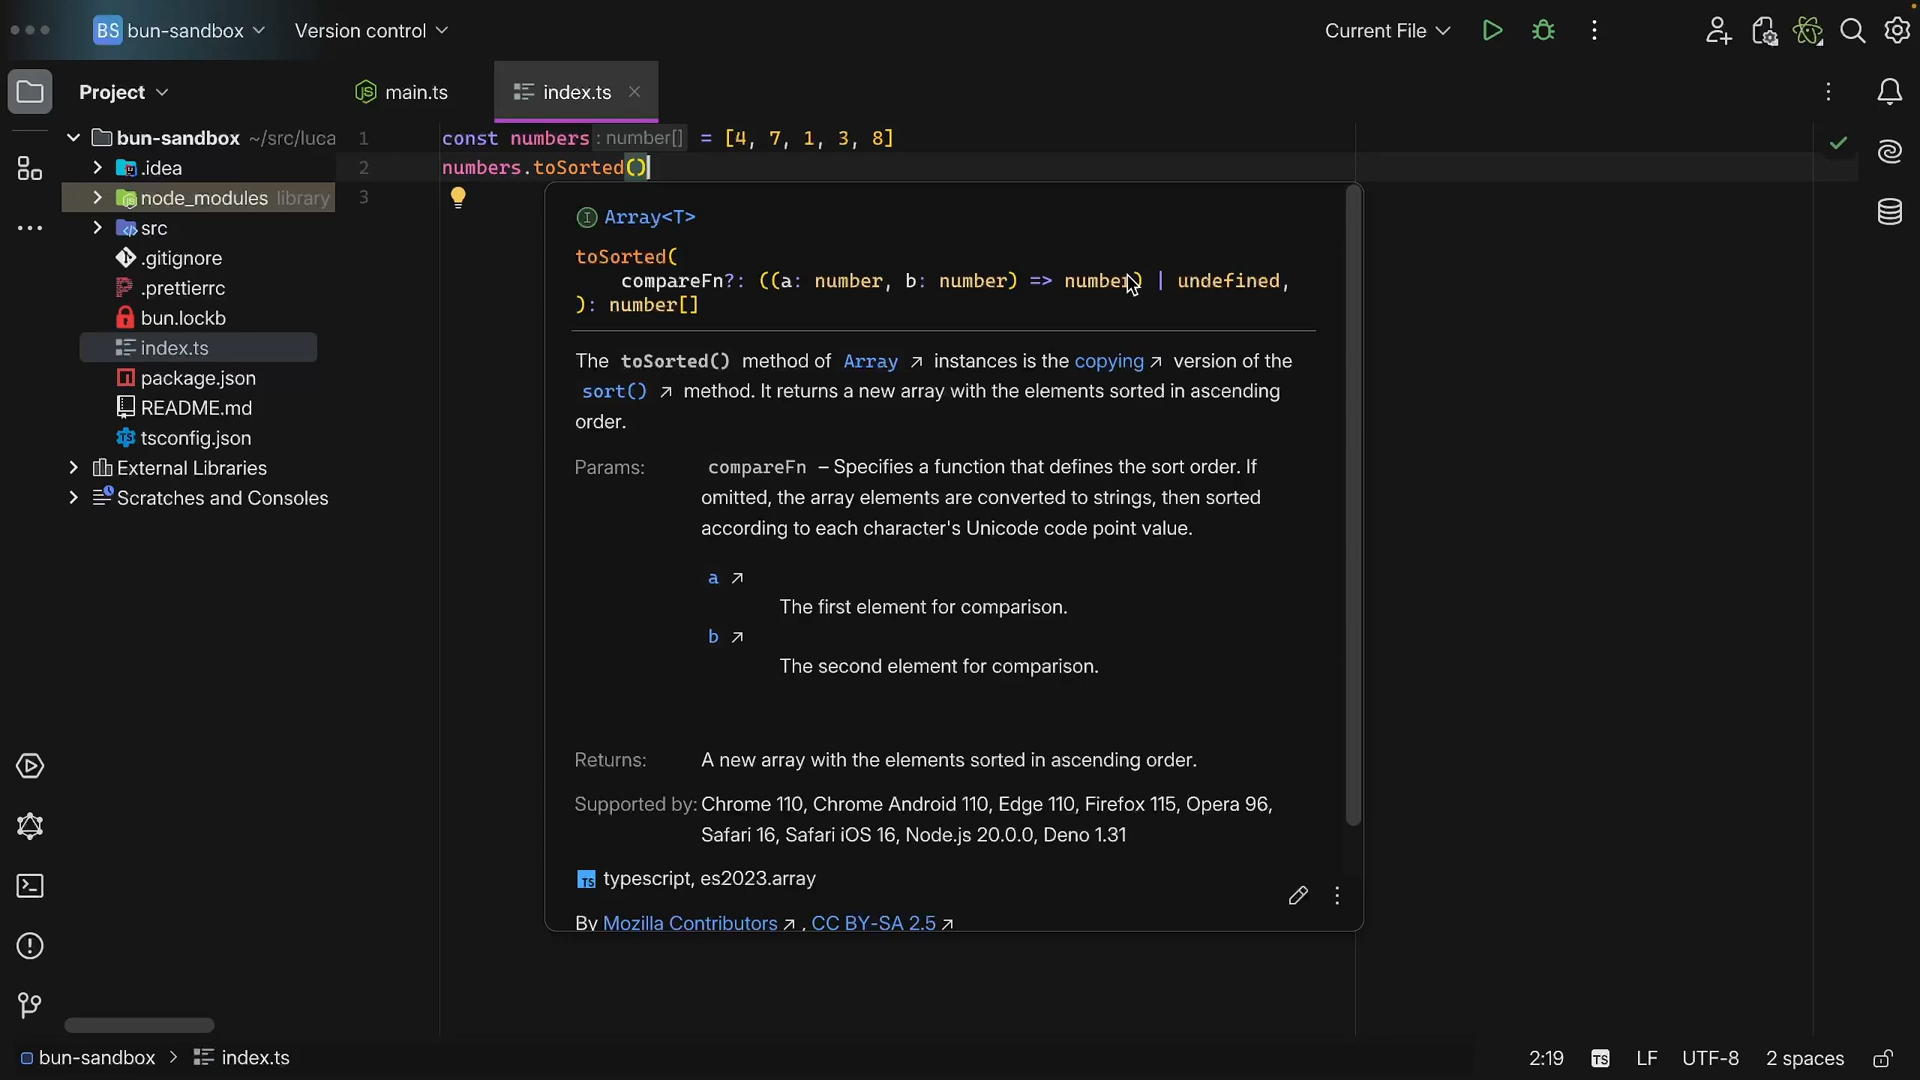 BS bun-sandbox Version control Current File
Project main.ts index.ts
bun-sandbox ~/src/luca
.idea
node_modules library
src
.gitignore
.prettierrc
bun.lockb
index.ts
package.json
README.md
tsconfig.json
External Libraries
Scratches and Consoles
1 const numbers : number[] = [4, 7, 1, 3, 8]
2 numbers.toSorted()
3
Array<T>
toSorted(
compareFn?: ((a: number, b: number) => number) | undefined,
): number[]
The toSorted() method of Array ↗ instances is the copying ↗ version of the
sort() ↗ method. It returns a new array with the elements sorted in ascending
order.
Params: compareFn – Specifies a function that defines the sort order. If
omitted, the array elements are converted to strings, then sorted
according to each character's Unicode code point value.
a ↗
The first element for comparison.
b ↗
The second element for comparison.
Returns: A new array with the elements sorted in ascending order.
Supported by: Chrome 110, Chrome Android 110, Edge 110, Firefox 115, Opera 96,
Safari 16, Safari iOS 16, Node.js 20.0.0, Deno 1.31
TS typescript, es2023.array
By Mozilla Contributors ↗ , CC BY-SA 2.5 ↗
bun-sandbox > index.ts 2:19 TS LF UTF-8 2 spaces